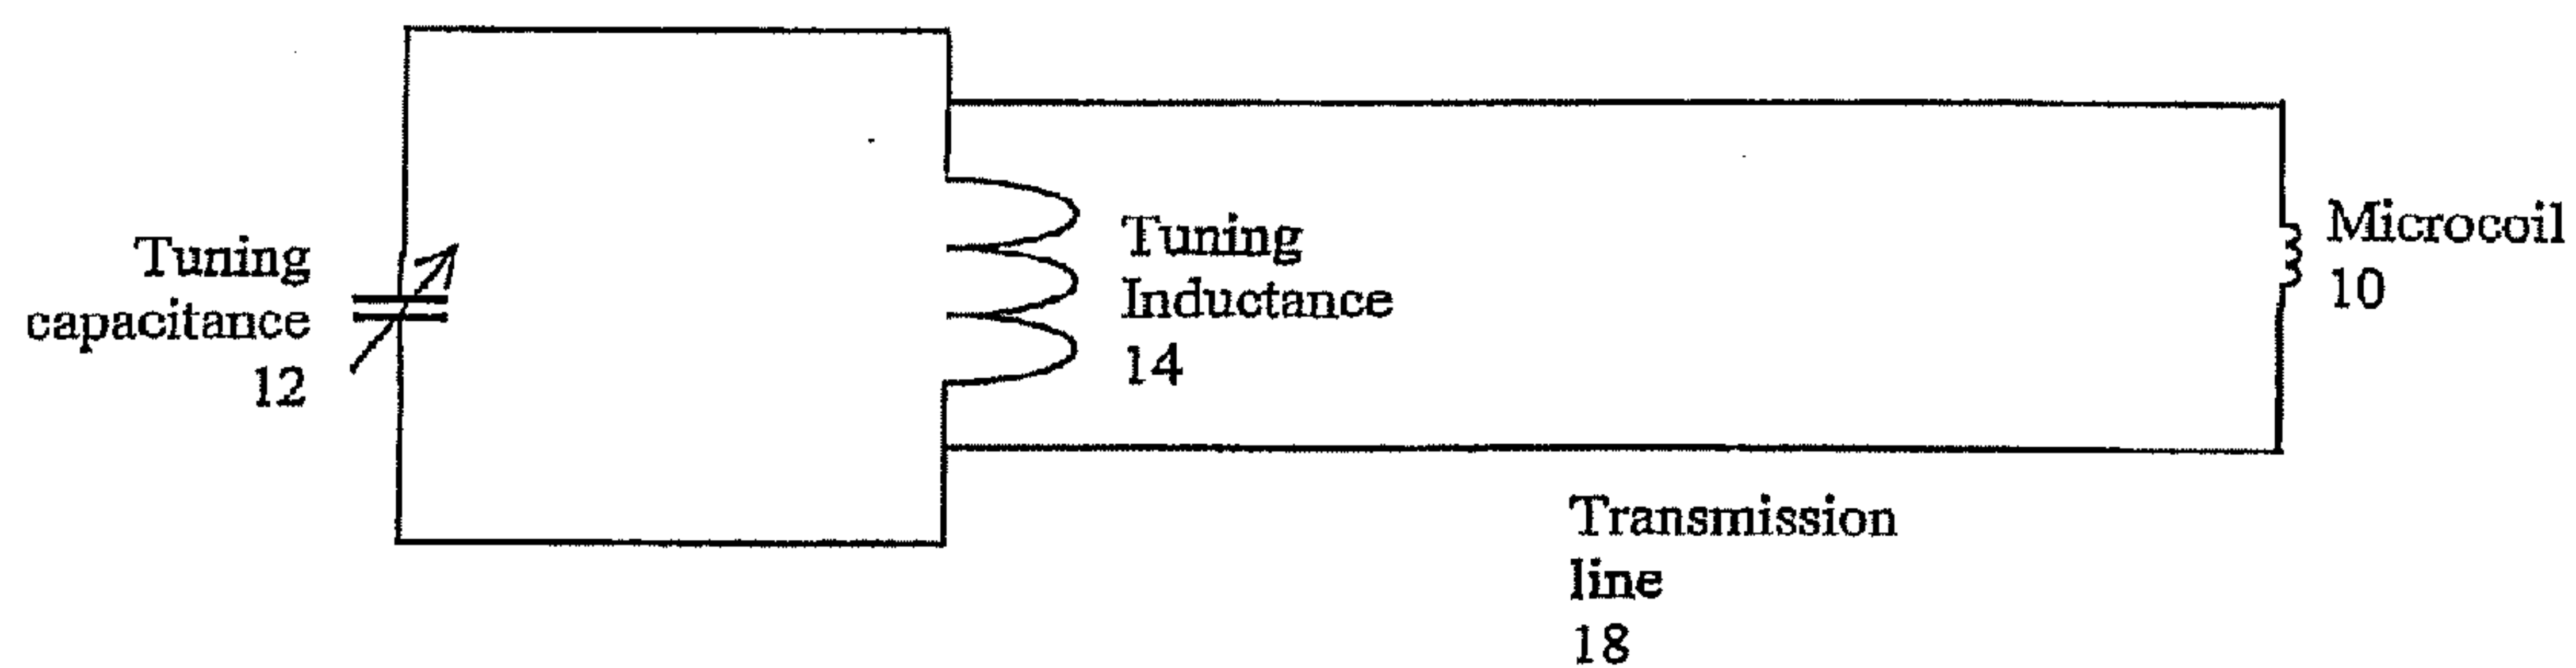 Tuning
capacitance
12
Tuning
Inductance
14
Microcoil
10
Transmission
line
18